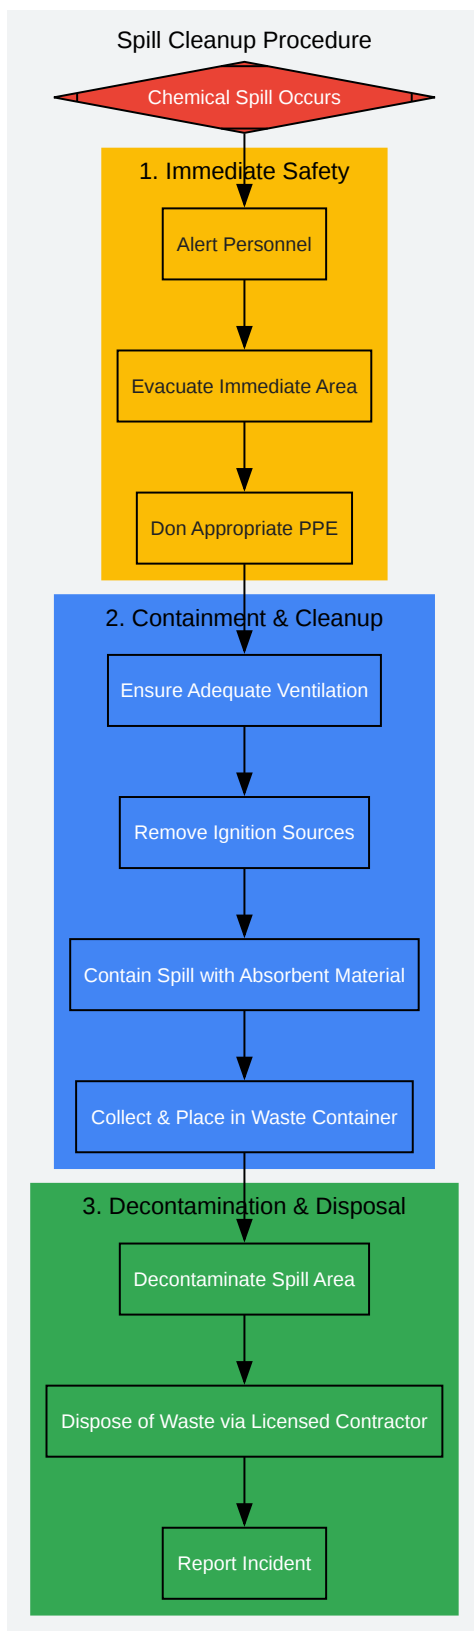 Spill Cleanup Procedure
Chemical Spill Occurs
1. Immediate Safety
Alert Personnel
Evacuate Immediate Area
Don Appropriate PPE
2. Containment & Cleanup
Ensure Adequate Ventilation
Remove Ignition Sources
Contain Spill with Absorbent Material
Collect & Place in Waste Container
3. Decontamination & Disposal
Decontaminate Spill Area
Dispose of Waste via Licensed Contractor
Report Incident